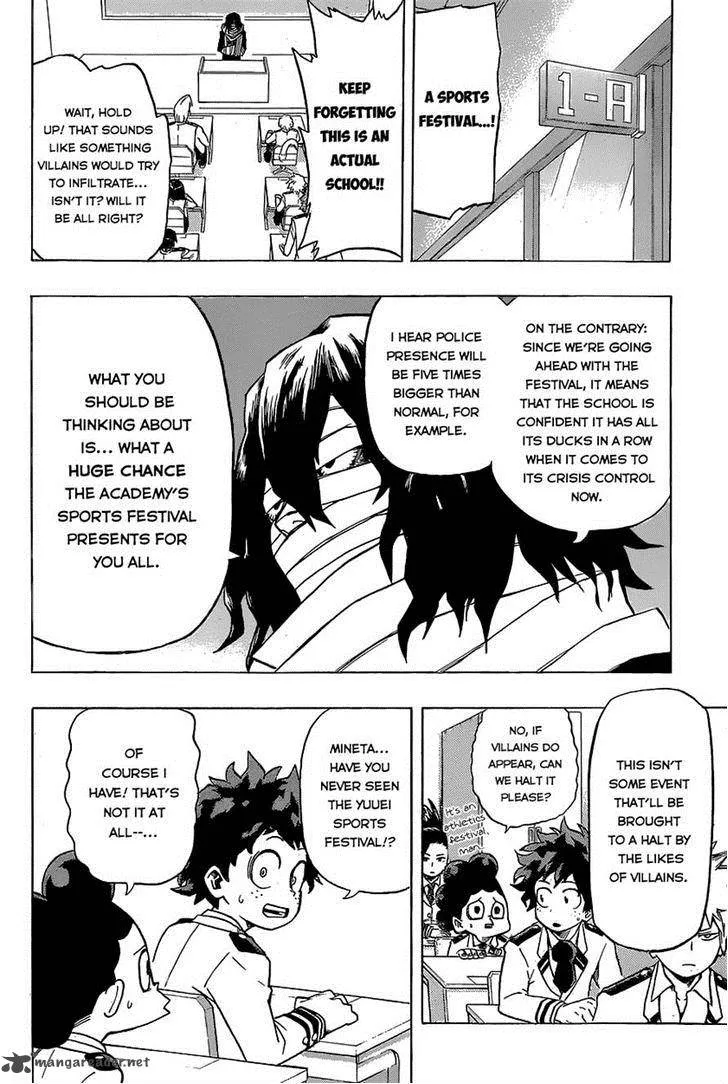 1-A
A SPORTS
FESTIVAL...!
KEEP
FORGETTING
THIS IS AN
ACTUAL
SCHOOL!!
WAIT, HOLD
UP! THAT SOUNDS
LIKE SOMETHING
VILLAINS WOULD TRY
TO INFILTRATE...
ISN'T IT? WILL IT
BE ALL RIGHT?
ON THE CONTRARY:
SINCE WE'RE GOING
AHEAD WITH THE
FESTIVAL, IT MEANS
THAT THE SCHOOL IS
CONFIDENT IT HAS ALL
ITS DUCKS IN A ROW
WHEN IT COMES TO
ITS CRISIS CONTROL
NOW.
I HEAR POLICE
PRESENCE WILL
BE FIVE TIMES
BIGGER THAN
NORMAL, FOR
EXAMPLE.
WHAT YOU
SHOULD BE
THINKING ABOUT
IS... WHAT A
HUGE CHANCE
THE ACADEMY'S
SPORTS FESTIVAL
PRESENTS FOR
YOU ALL.
THIS ISN'T
SOME EVENT
THAT'LL BE
BROUGHT
TO A HALT BY
THE LIKES
OF VILLAINS.
NO, IF
VILLAINS DO
APPEAR, CAN
WE HALT IT
PLEASE?
It's an
athletics
festival,
man!
MINETA...
HAVE YOU
NEVER SEEN
THE YUUEI
SPORTS
FESTIVAL!?
OF
COURSE I
HAVE! THAT'S
NOT IT AT
ALL--...
mangareader.net